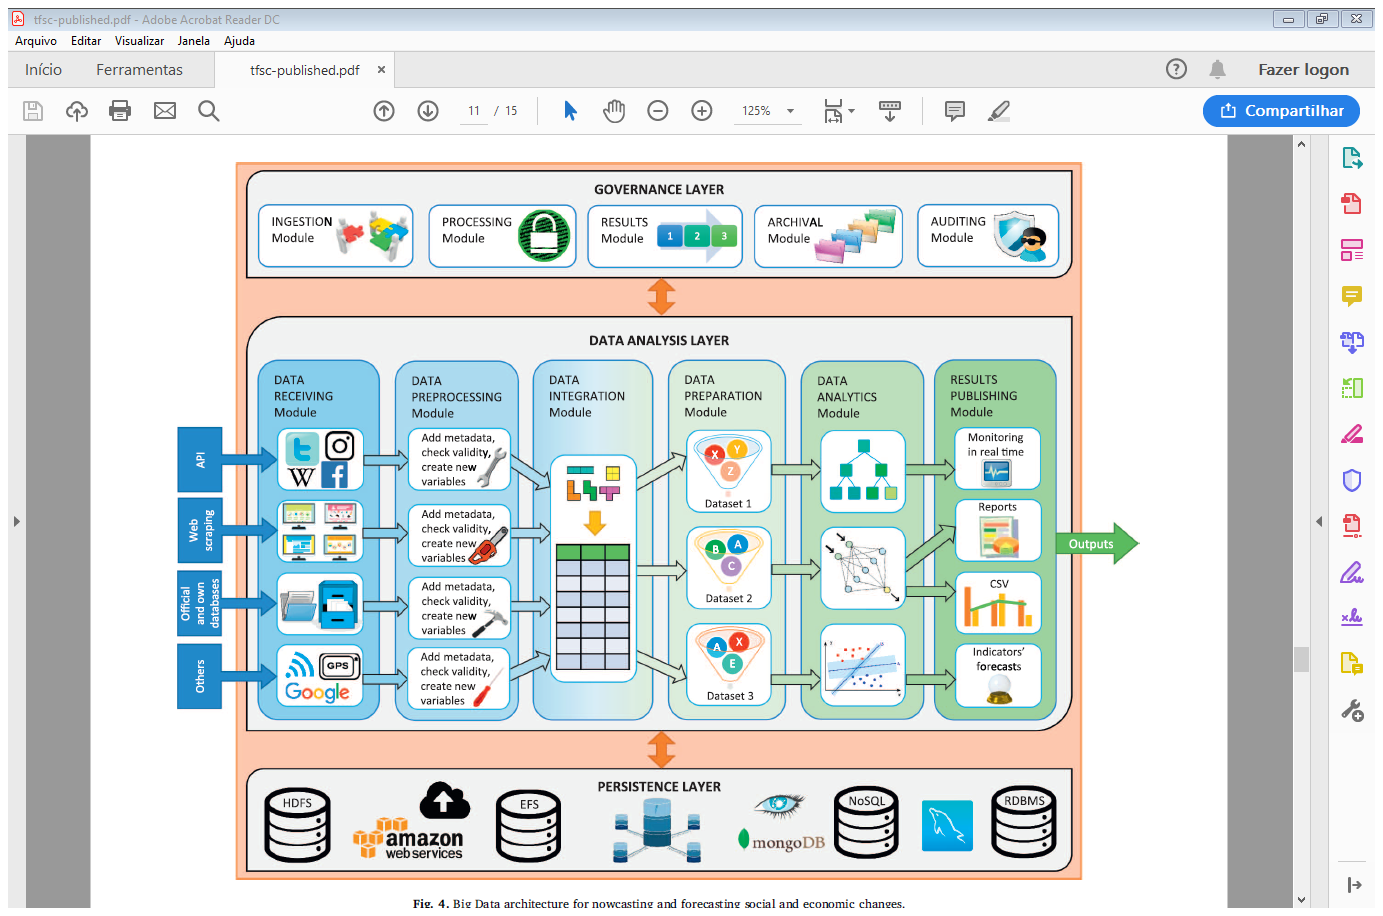 tfsc-published.pdf - Adobe Acrobat Reader DC
Arquivo Editar Visualizar Janela Ajuda
Início Ferramentas tfsc-published.pdf × ? Fazer logon
11 / 15 125% Compartilhar
GOVERNANCE LAYER
INGESTION
Module
PROCESSING
Module
RESULTS
Module
1 2 3
ARCHIVAL
Module
AUDITING
Module
DATA ANALYSIS LAYER
DATA
RECEIVING
Module
DATA
PREPROCESSING
Module
DATA
INTEGRATION
Module
DATA
PREPARATION
Module
DATA
ANALYTICS
Module
RESULTS
PUBLISHING
Module
API
Web
scraping
Official
and own
databases
Others
W
GPS
Google
Add metadata,
check validity,
create new
variables
Add metadata,
check validity,
create new
variables
Add metadata,
check validity,
create new
variables
Add metadata,
check validity,
create new
variables
X Y
Z
Dataset 1
B A
C
Dataset 2
A X
E
Dataset 3
Monitoring
in real time
Reports
CSV
Indicators'
forecasts
Outputs
PERSISTENCE LAYER
HDFS
amazon
webservices
EFS
mongoDB
NoSQL
RDBMS
Fig. 4. Big Data architecture for nowcasting and forecasting social and economic changes.